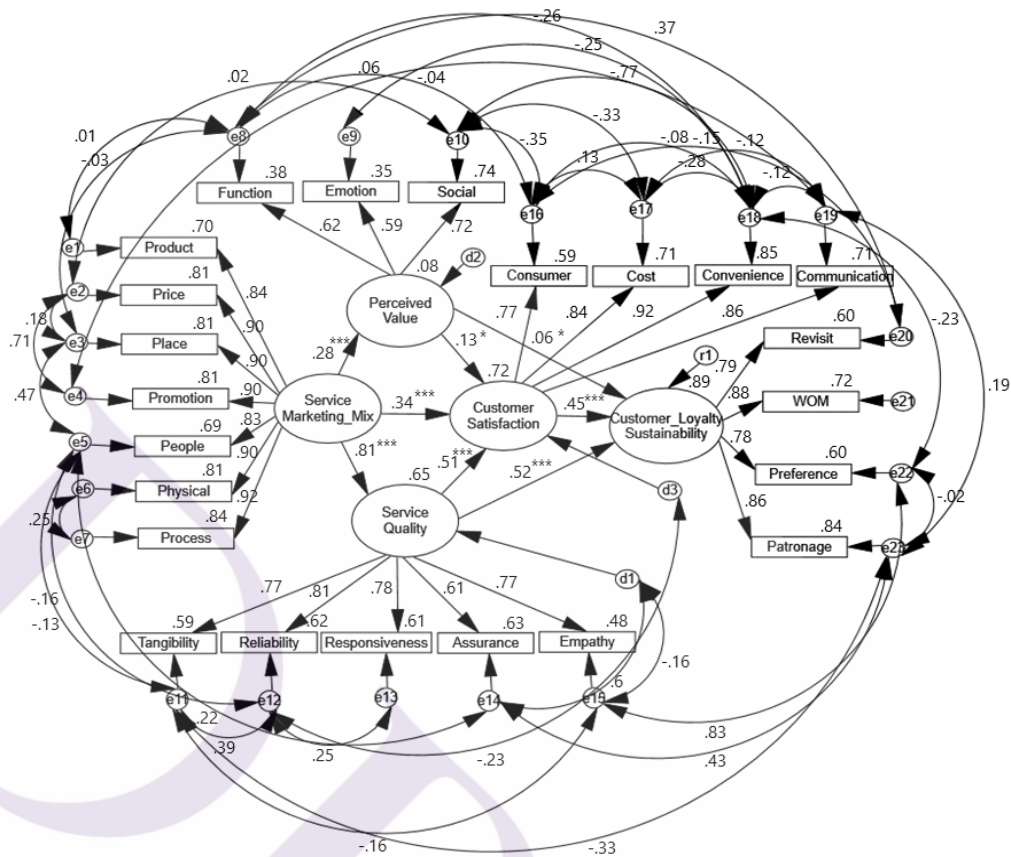 -.26
.37
-.25
.06
-.04
-.77
.02
-.33
.01
-.03
e8
e9
e10
-.35
-.08
-.15
-.12
.13
-.28
-.12
.38
.35
.74
Function
Emotion
Social
e16
e17
e18
e19
.62
.59
.72
.70
e1
Product
.59
.71
.85
.71
.08
d2
Consumer
Cost
Convenience
Communication
.81
e2
Price
.84
Perceived
Value
.77
.84
.92
.86
-.23
.18
.71
.81
e3
Place
.90
.60
Revisit
e20
***
.28
.13 *
.06 *
r1
.79
.90
.72
.89
.88
.19
.47
.81
e4
Promotion
.90
Service
Marketing_Mix
.34 ***
Customer
Satisfaction
.45***
Customer_Loyalty
Sustainability
.72
WOM
e21
.69
e5
People
.83
.81 ***
.78
.90
.51***
.52 ***
.60
Preference
e22
.81
e6
Physical
.65
.86
-.02
.92
d3
.25
.84
e7
Process
Service
Quality
.84
Patronage
e23
d1
-.16
-.13
.77
.81
.78
.61
.77
.59
.62
.61
.63
.48
Tangibility
Reliability
Responsiveness
Assurance
Empathy
-.16
.6
e11
e12
e13
e14
e15
.22
.39
.25
-.23
.83
.43
-.16
-.33